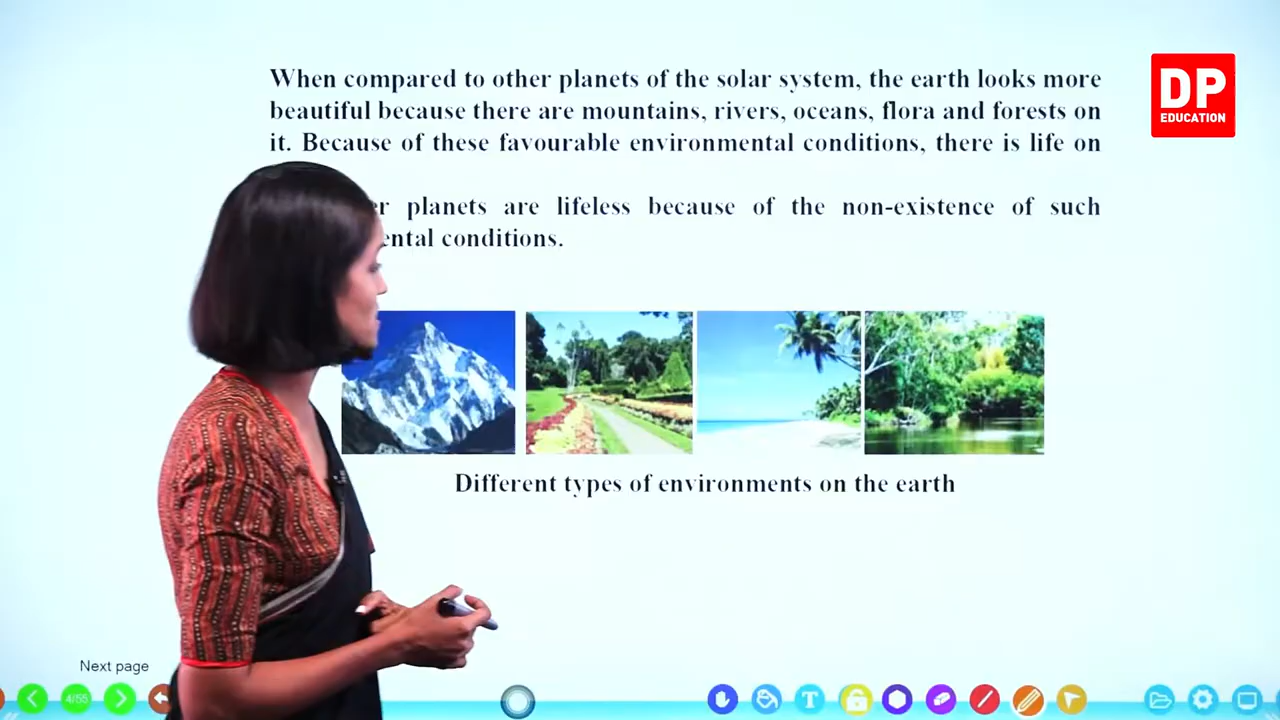 When compared to other planets of the solar system, the earth looks more
beautiful because there are mountains, rivers, oceans, flora and forests on
it. Because of these favourable environmental conditions, there is life on
planets are lifeless because of the non-existence of such
conditions.
DP
EDUCATION
Different types of environments on the earth
Next page
4/55
T